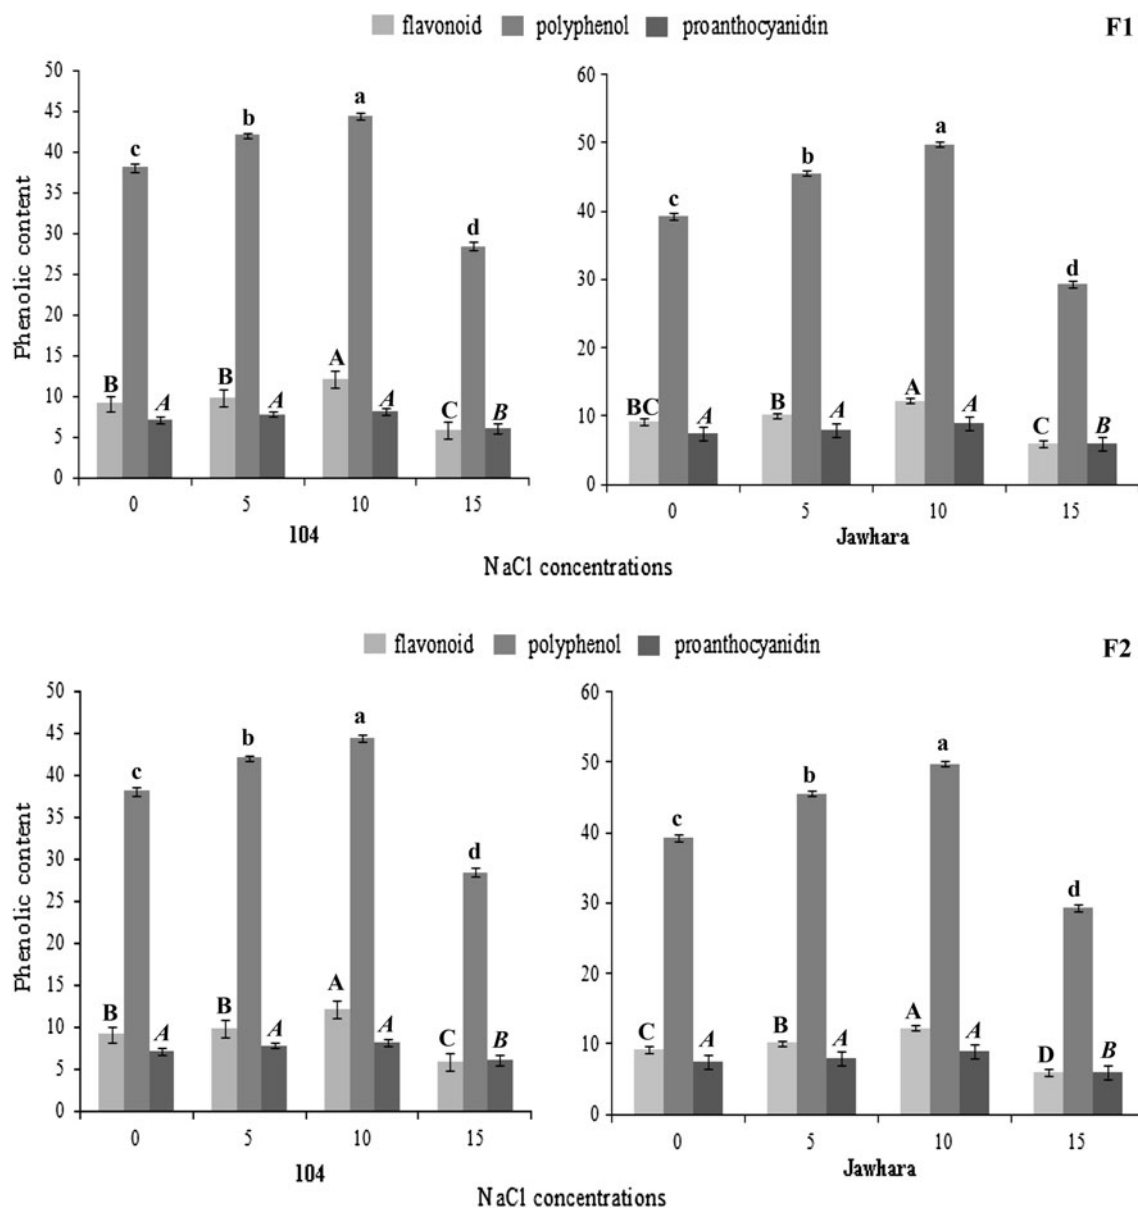 flavonoid polyphenol proanthocyanidin F1
Phenolic content
50
45
40
35
30
25
20
15
10
5
0
c
b
a
d
B A
B A
A A
C B
0 5 10 15
104
60
50
40
30
20
10
0
c
b
a
d
BC A
B A
A A
C B
0 5 10 15
Jawhara
NaCl concentrations
flavonoid polyphenol proanthocyanidin F2
Phenolic content
50
45
40
35
30
25
20
15
10
5
0
c
b
a
d
B A
B A
A A
C B
0 5 10 15
104
60
50
40
30
20
10
0
c
b
a
d
C A
B A
A A
D B
0 5 10 15
Jawhara
NaCl concentrations